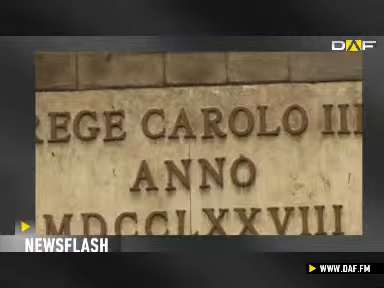 DAF
REGE CAROLO III
ANNO
MDCCLXXVIII
NEWSFLASH
WWW.DAF.FM